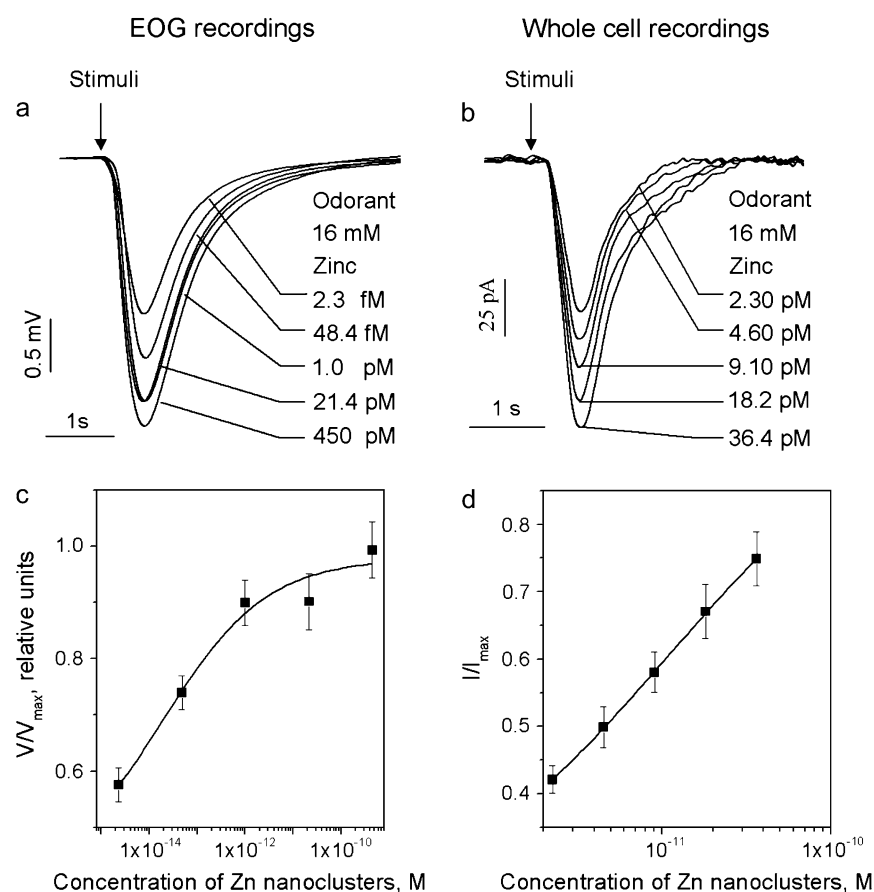 EOG recordings
Whole cell recordings
Stimuli
a
0.5 mV
1s
Odorant
16 mM
Zinc
2.3 fM
48.4 fM
1.0 pM
21.4 pM
450 pM
Stimuli
b
25 pA
1 s
Odorant
16 mM
Zinc
2.30 pM
4.60 pM
9.10 pM
18.2 pM
36.4 pM
c
V/Vmax, relative units
1.0
0.8
0.6
1x10-14
1x10-12
1x10-10
Concentration of Zn nanoclusters, M
d
I/Imax
0.8
0.7
0.6
0.5
0.4
10-11
1x10-10
Concentration of Zn nanoclusters, M